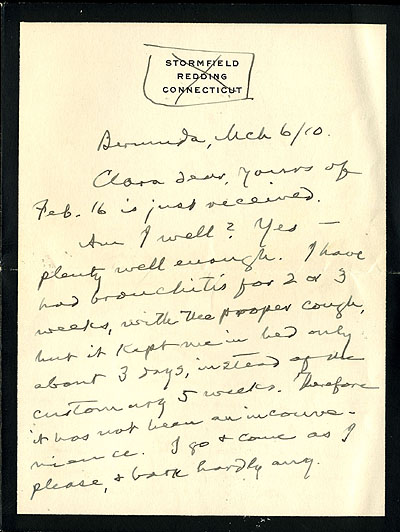 STORMFIELD
REDDING
CONNECTICUT
Bermuda, Mch 6/10.
Clara dear, Yours of
Feb. 16 is just received.
Am I well? Yes —
plenty well enough. I have
had bronchitis for 2 or 3
weeks, with the proper cough,
but it kept me in bed only
about 3 days, instead of the
customary 5 weeks. Therefore
it has not been an inconve-
nience. I go & come as I
please, & bark hardly any.